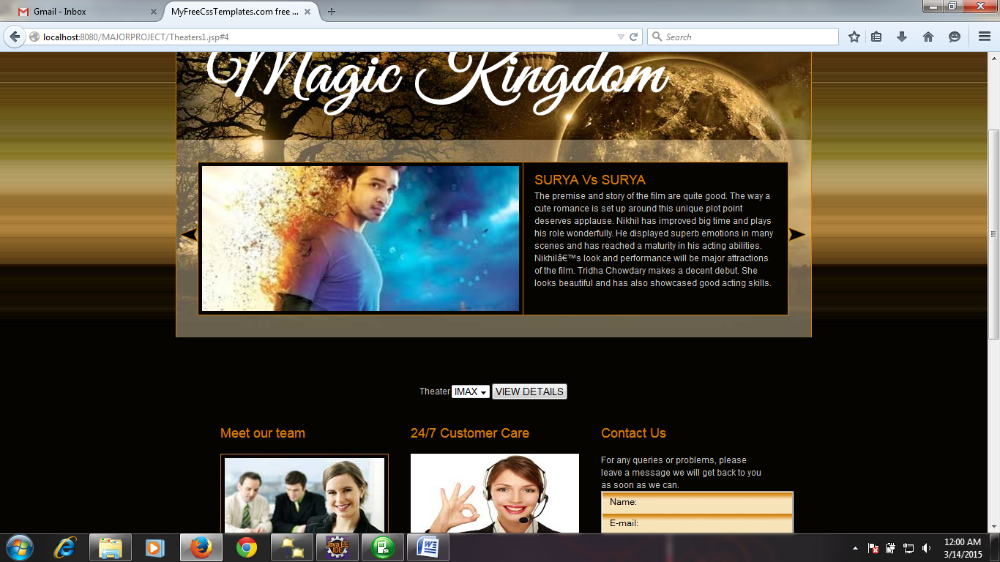 Gmail - Inbox
MyFreeCssTemplates.com free ...
localhost:8080/MAJORPROJECT/Theaters1.jsp#4
Search
Magic Kingdom
SURYA Vs SURYA
The premise and story of the film are quite good. The way a
cute romance is set up around this unique plot point
deserves applause. Nikhil has improved big time and plays
his role wonderfully. He displayed superb emotions in many
scenes and has reached a maturity in his acting abilities.
Nikhilâ€™s look and performance will be major attractions
of the film. Tridha Chowdary makes a decent debut. She
looks beautiful and has also showcased good acting skills.
Theater IMAX VIEW DETAILS
Meet our team
24/7 Customer Care
Contact Us
For any queries or problems, please
leave a message we will get back to you
as soon as we can.
Name:
E-mail:
Java EE
IDE
12:00 AM
3/14/2015